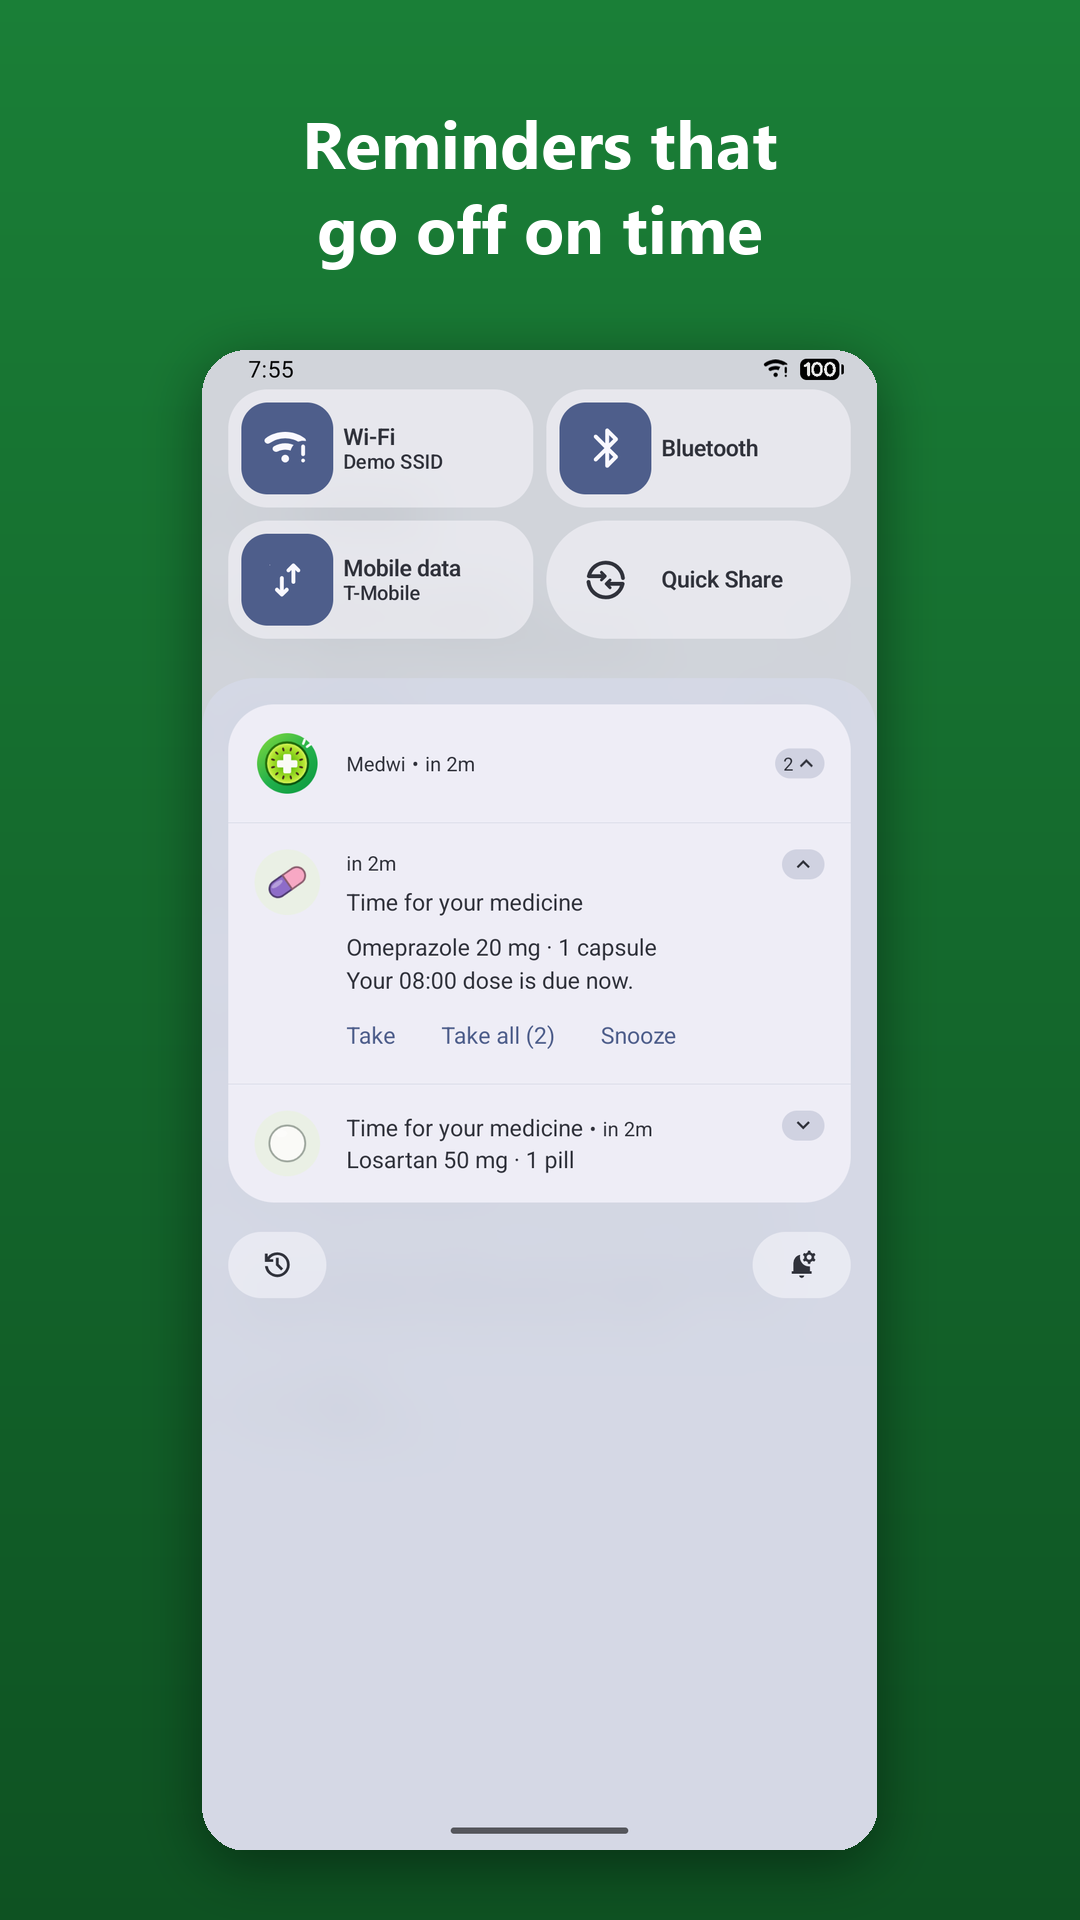 Reminders that
go off on time
7:55
100
Wi-Fi
Demo SSID
Bluetooth
Mobile data
T-Mobile
Quick Share
Medwi • in 2m
2
in 2m
Time for your medicine
Omeprazole 20 mg · 1 capsule
Your 08:00 dose is due now.
Take Take all (2) Snooze
Time for your medicine • in 2m
Losartan 50 mg · 1 pill